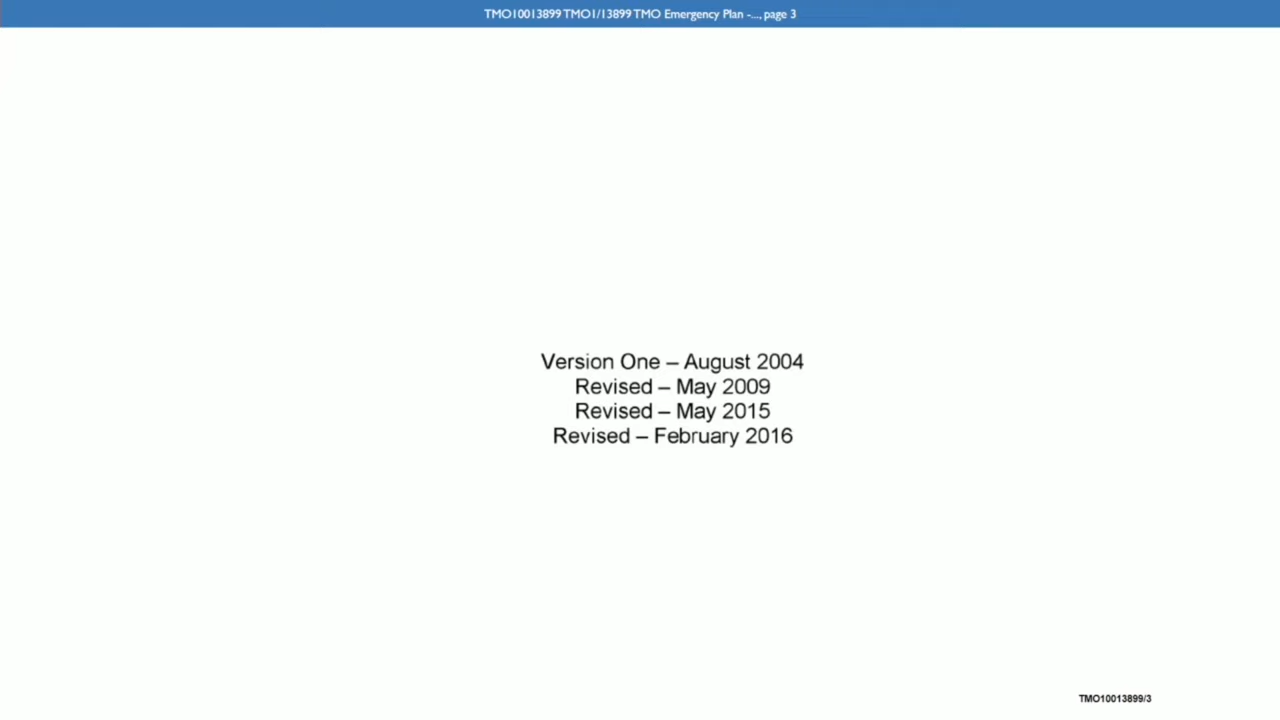 TMO10013899 TMO1/13899 TMO Emergency Plan -..., page 3
Version One – August 2004
Revised – May 2009
Revised – May 2015
Revised – February 2016
TMO10013899/3